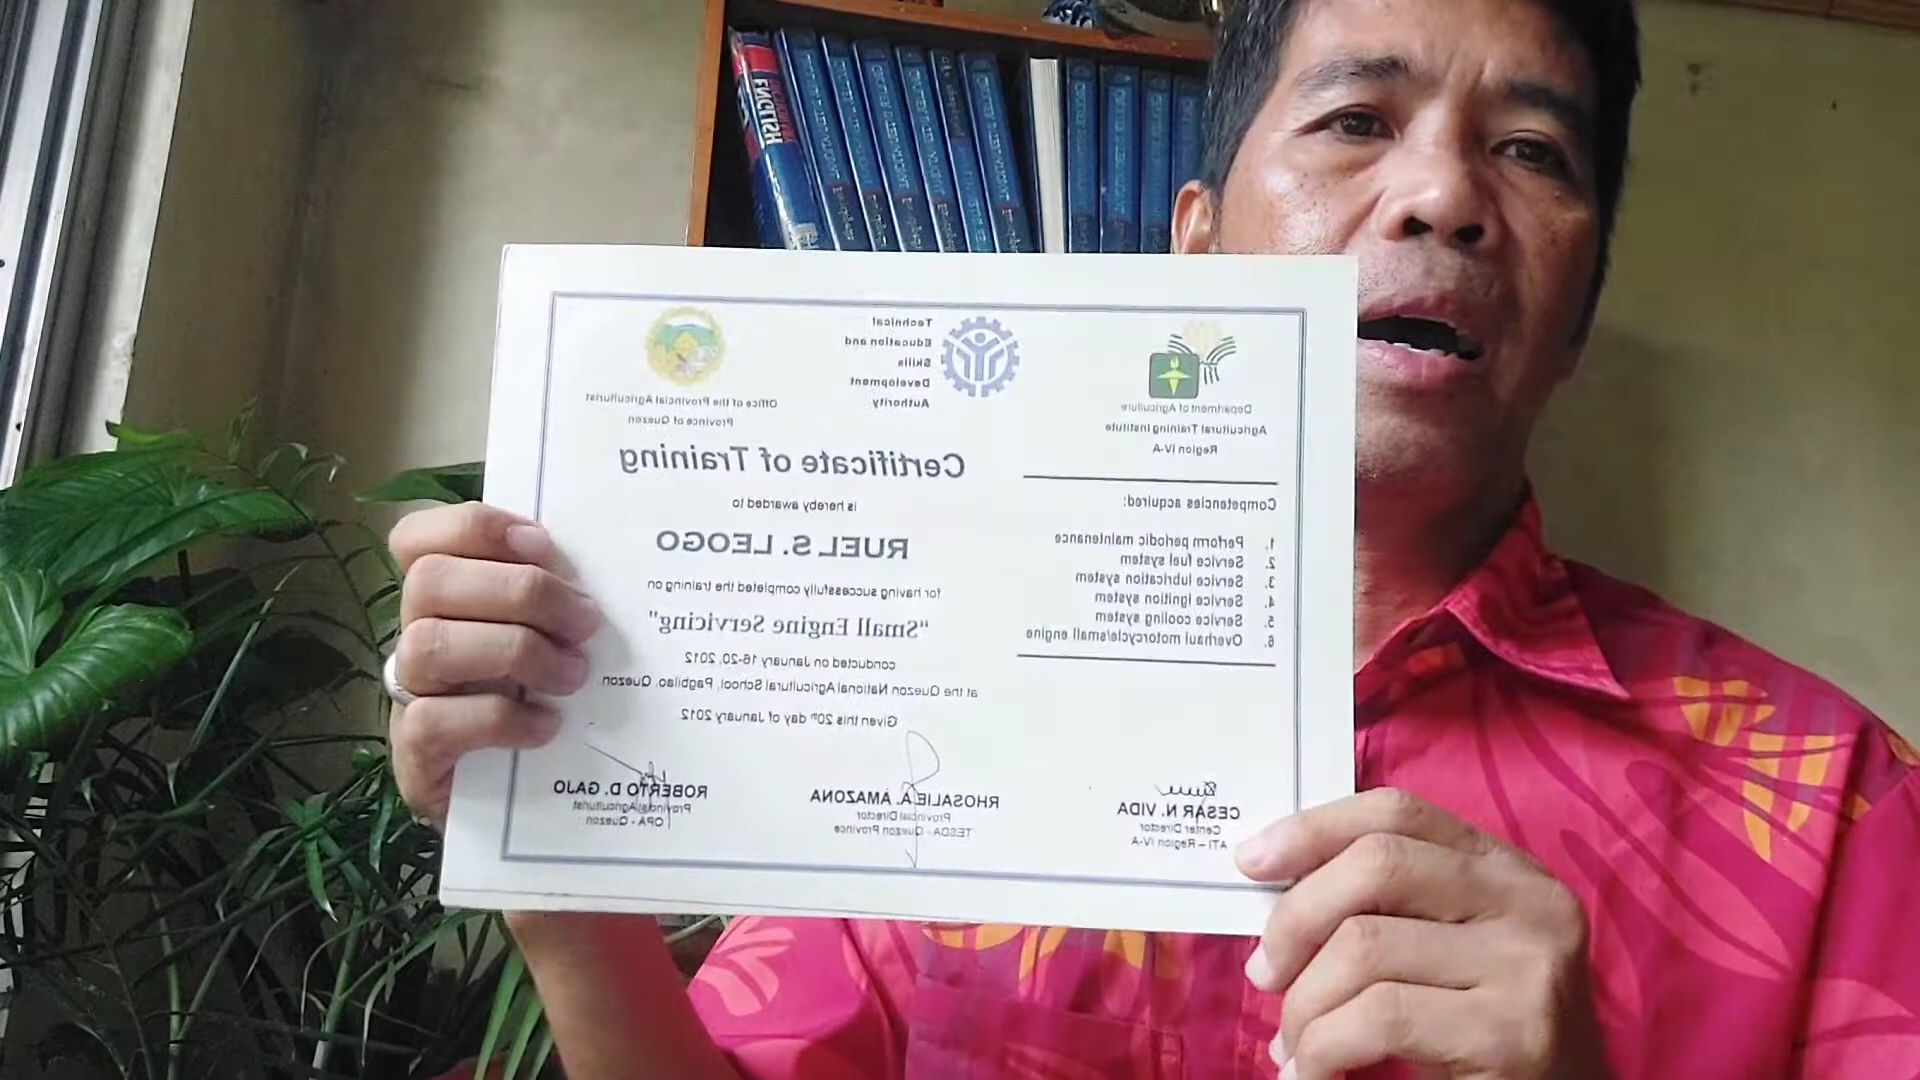 ENGLISH
Department of Agriculture
Agricultural Training Institute
Region IV-A
Technical
Education and
Skills
Development
Authority
Office of the Provincial Agriculturist
Province of Quezon
Competencies acquired:
1. Perform periodic maintenance
2. Service fuel system
3. Service lubrication system
4. Service ignition system
5. Service cooling system
6. Overhaul motorcycle/small engine
Certificate of Training
is hereby awarded to
RUEL S. LEOGO
for having successfully completed the training on
"Small Engine Servicing"
conducted on January 16-20, 2012
at the Quezon National Agricultural School, Pagbilao, Quezon
Given this 20th day of January 2012
CESAR N. VIDA
Center Director
ATI – Region IV-A
RHOSALIE A. AMAZONA
Provincial Director
TESDA - Quezon Province
ROBERTO D. GAJO
Provincial Agriculturist
OPA - Quezon